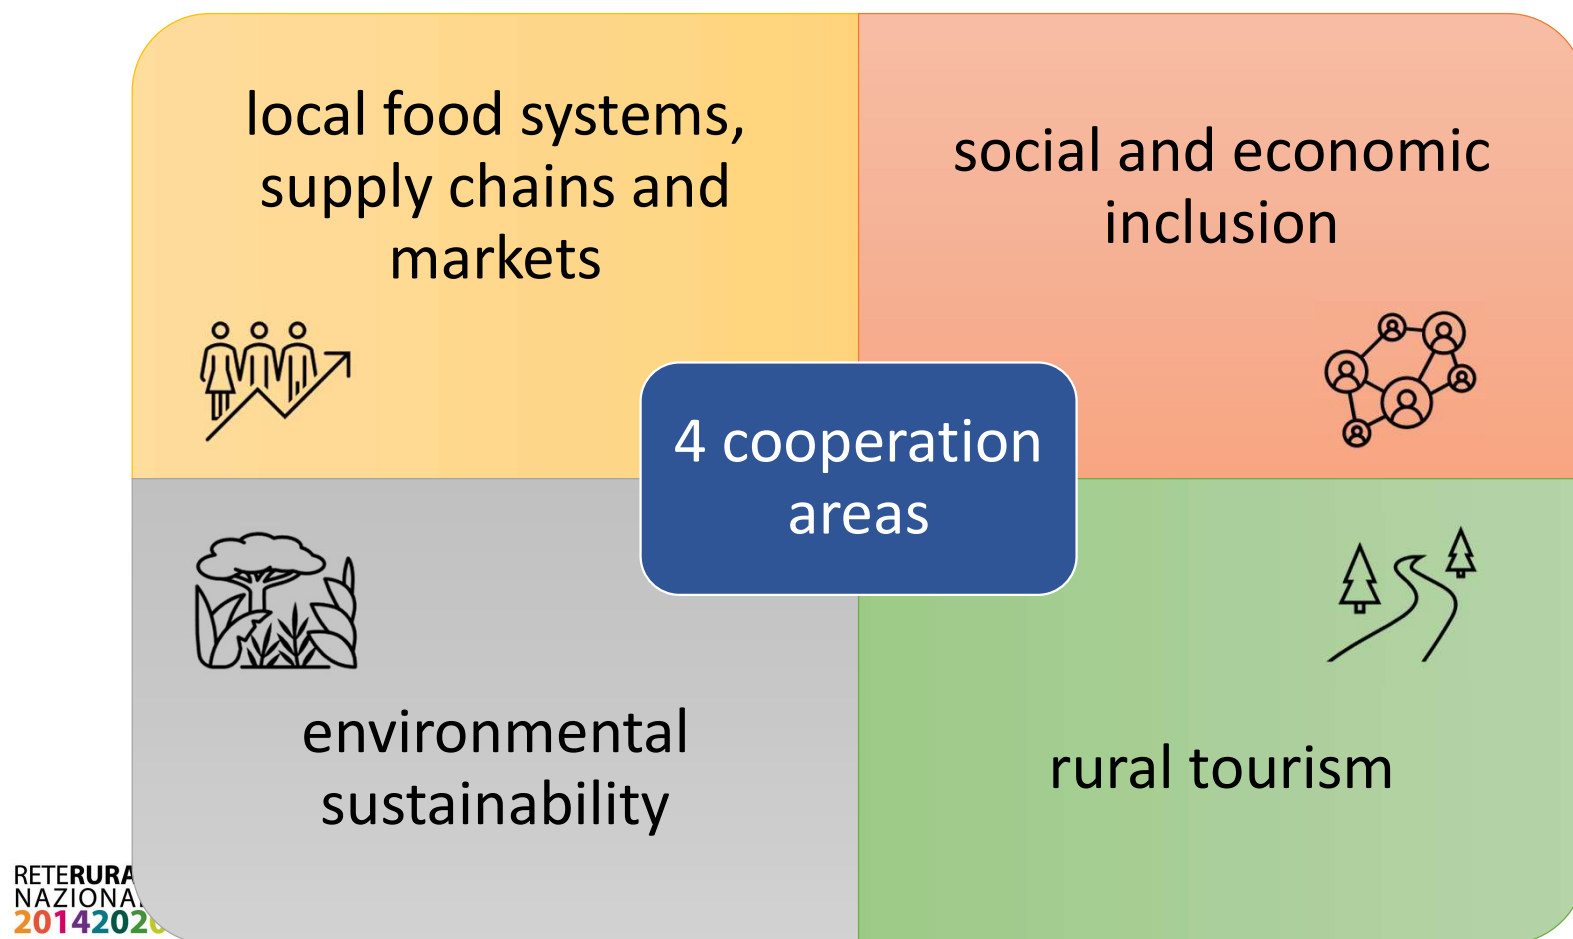 local food systems,
supply chains and
markets
social and economic
inclusion
4 cooperation
areas
environmental
sustainability
rural tourism
RETERURA
NAZIONA
2014202